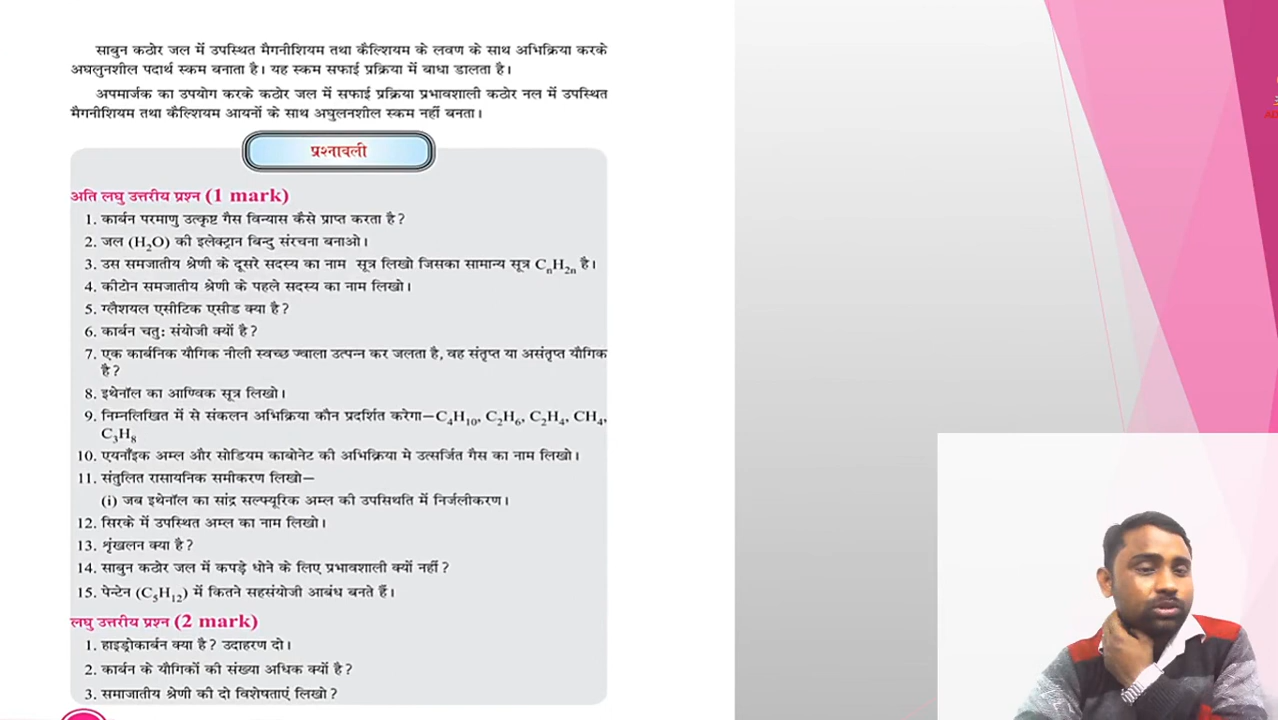 साबुन कठोर जल में उपस्थित मैगनीशियम तथा कैल्शियम के लवण के साथ अभिक्रिया करके
अघलुनशील पदार्थ स्कम बनाता है। यह स्कम सफाई प्रक्रिया में बाधा डालता है।
अपमार्जक का उपयोग करके कठोर जल में सफाई प्रक्रिया प्रभावशाली कठोर नल में उपस्थित
मैगनीशियम तथा कैल्शियम आयनों के साथ अघुलनशील स्कम नहीं बनता।
प्रश्नावली
अति लघु उत्तरीय प्रश्न (1 mark)
1. कार्बन परमाणु उत्कृष्ट गैस विन्यास कैसे प्राप्त करता है?
2. जल (H₂O) की इलेक्ट्रान बिन्दु संरचना बनाओ।
3. उस समजातीय श्रेणी के दूसरे सदस्य का नाम सूत्र लिखो जिसका सामान्य सूत्र CₙH₂ₙ है।
4. कीटोन समजातीय श्रेणी के पहले सदस्य का नाम लिखो।
5. ग्लैशयल एसीटिक एसीड क्या है?
6. कार्बन चतु: संयोजी क्यों है?
7. एक कार्बनिक यौगिक नीली स्वच्छ ज्वाला उत्पन्न कर जलता है, वह संतृप्त या असंतृप्त यौगिक
है?
8. इथेनॉल का आण्विक सूत्र लिखो।
9. निम्नलिखित में से संकलन अभिक्रिया कौन प्रदर्शित करेगा—C₄H₁₀, C₂H₆, C₂H₄, CH₄,
C₃H₈
10. एयनॉइक अम्ल और सोडियम काबोनेट की अभिक्रिया मे उत्सर्जित गैस का नाम लिखो।
11. संतुलित रासायनिक समीकरण लिखो—
(i) जब इथेनॉल का सांद्र सल्फ्यूरिक अम्ल की उपसिथति में निर्जलीकरण।
12. सिरके में उपस्थित अम्ल का नाम लिखो।
13. शृंखलन क्या है?
14. साबुन कठोर जल में कपड़े धोने के लिए प्रभावशाली क्यों नहीं?
15. पेन्टेन (C₅H₁₂) में कितने सहसंयोजी आबंध बनते हैं।
लघु उत्तरीय प्रश्न (2 mark)
1. हाइड्रोकार्बन क्या है? उदाहरण दो।
2. कार्बन के यौगिकों की संख्या अधिक क्यों है?
3. समाजातीय श्रेणी की दो विशेषताएं लिखो?